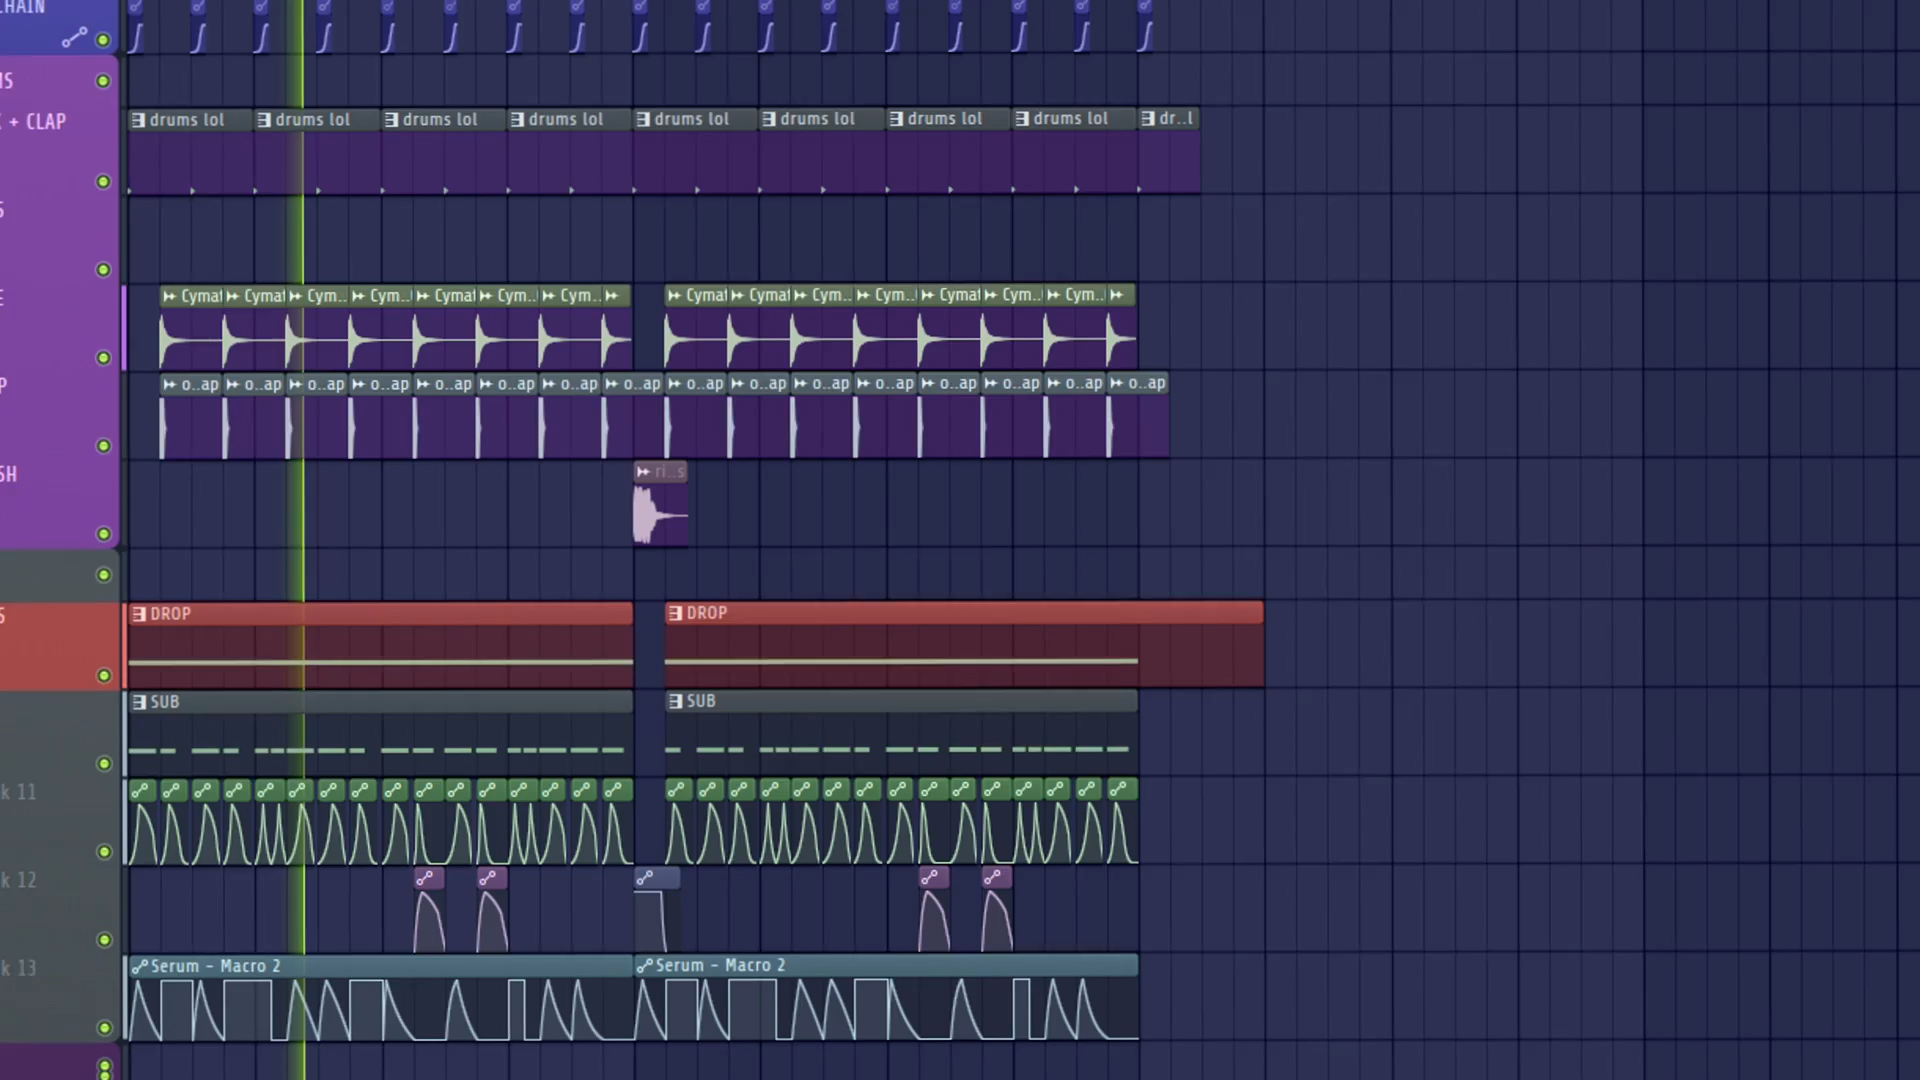 CHAIN
MS
K + CLAP
drums lol drums lol drums lol drums lol drums lol drums lol drums lol drums lol dr..l
S
E
Cymat Cymat Cym.. Cym.. Cymat Cym.. Cym.. Cymat Cymat Cym.. Cym.. Cymat Cym.. Cym..
P
o..ap o..ap o..ap o..ap o..ap o..ap o..ap o..ap o..ap o..ap o..ap o..ap o..ap o..ap o..ap o..ap
SH
ri..s
S
DROP DROP
SUB SUB
k 11
k 12
k 13
Serum - Macro 2 Serum - Macro 2